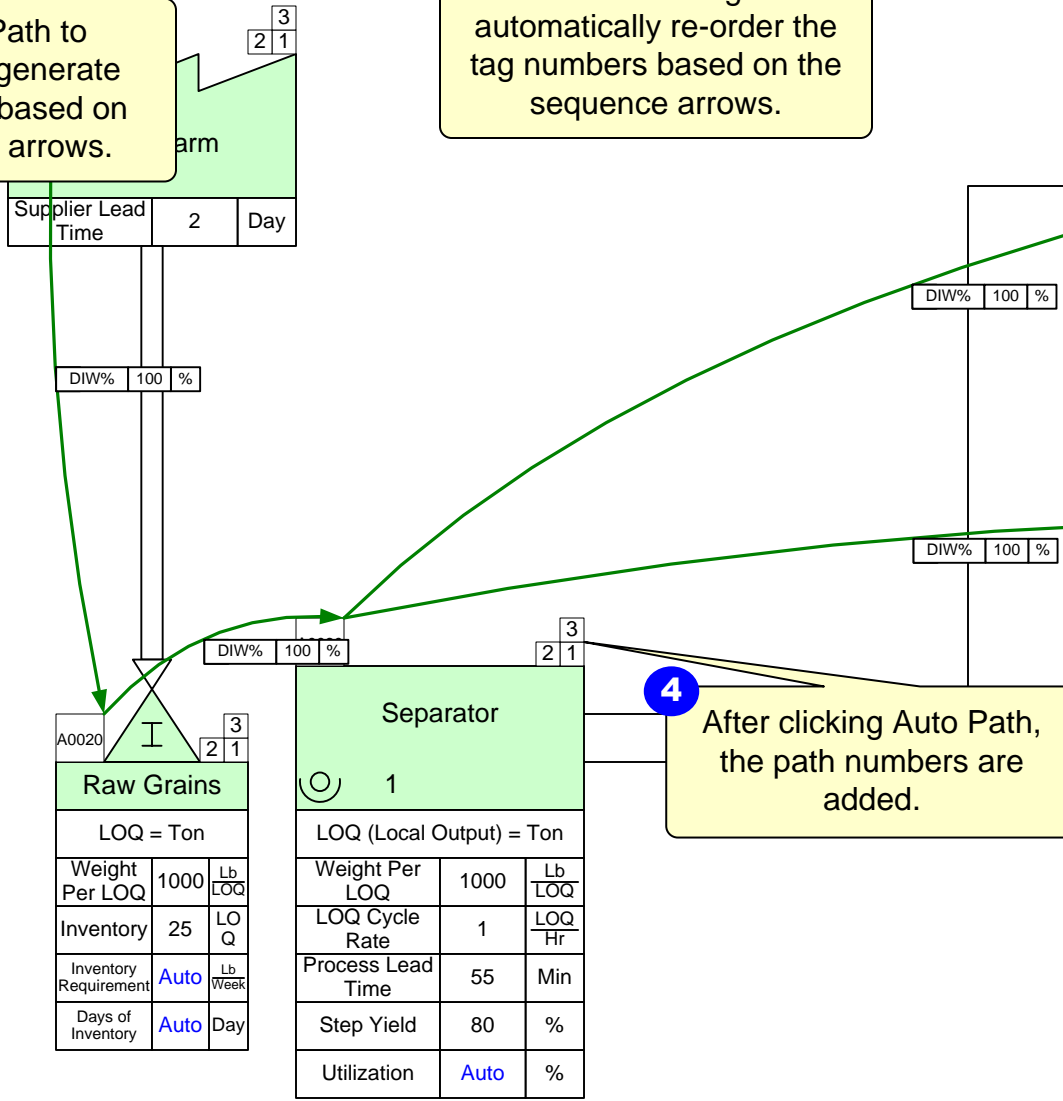 Path to
generate
based on
arrows.
automatically re-order the
tag numbers based on the
sequence arrows.
3
2 1
arm
Supplier Lead Time 2 Day
DIW% 100 %
DIW% 100 %
DIW% 100 %
DIW% 100 %
3
2 1
4
After clicking Auto Path,
the path numbers are
added.
A0020
I
3
2 1
Raw Grains
LOQ = Ton
Weight Per LOQ 1000 Lb LOQ
Inventory 25 LO Q
Inventory Requirement Auto Lb Week
Days of Inventory Auto Day
Separator
1
LOQ (Local Output) = Ton
Weight Per LOQ 1000 Lb LOQ
LOQ Cycle Rate 1 LOQ Hr
Process Lead Time 55 Min
Step Yield 80 %
Utilization Auto %